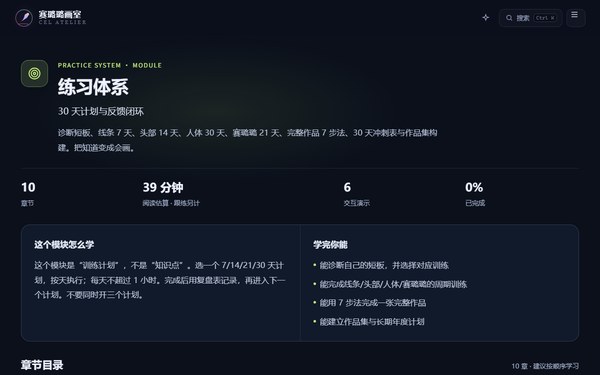 赛璐璐画室
CEL ATELIER
搜索 Ctrl K
PRACTICE SYSTEM · MODULE
练习体系
30 天计划与反馈闭环
诊断短板、线条 7 天、头部 14 天、人体 30 天、赛璐璐 21 天、完整作品 7 步法、30 天冲刺表与作品集构
建。把知道变成会画。
10
章节
39 分钟
阅读估算 · 跟练另计
6
交互演示
0%
已完成
这个模块怎么学
这个模块是“训练计划”，不是“知识点”。选一个 7/14/21/30 天计
划，按天执行；每天不超过 1 小时。完成后用复盘表记录，再进入下一
个计划。不要同时开三个计划。
学完你能
能诊断自己的短板，并选择对应训练
能完成线条/头部/人体/赛璐璐的周期训练
能用 7 步法完成一张完整作品
能建立作品集与长期年度计划
章节目录
10 章 · 建议按顺序学习